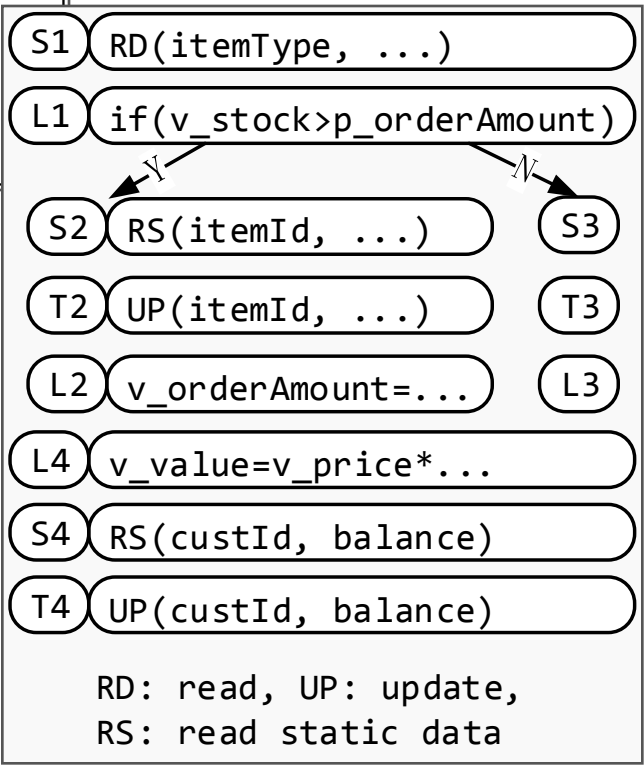 S1 RD(itemType, ...)
L1 if(v_stock>p_orderAmount)
Y N
S2 RS(itemId, ...) S3
T2 UP(itemId, ...) T3
L2 v_orderAmount=... L3
L4 v_value=v_price*...
S4 RS(custId, balance)
T4 UP(custId, balance)
RD: read, UP: update,
RS: read static data